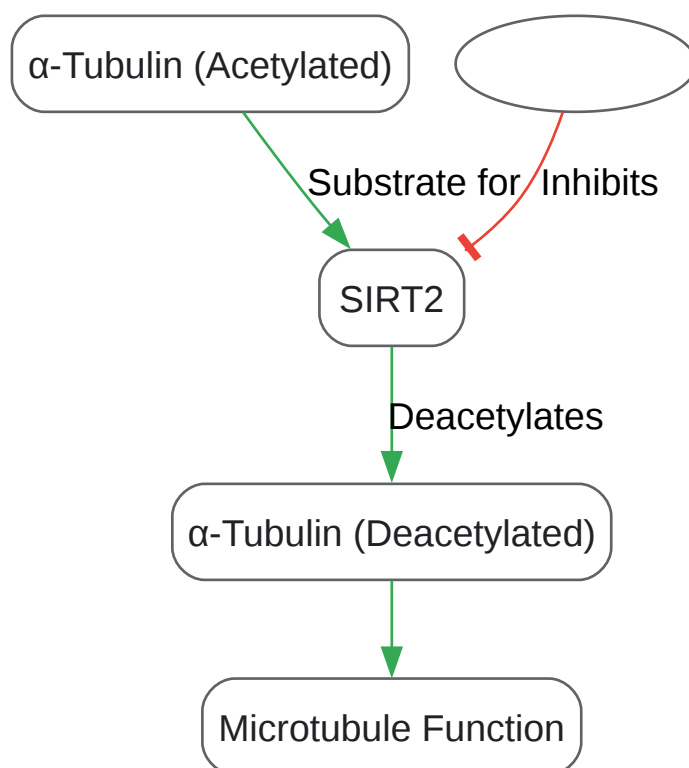 α-Tubulin (Acetylated)
Substrate for
Inhibits
SIRT2
Deacetylates
α-Tubulin (Deacetylated)
Microtubule Function